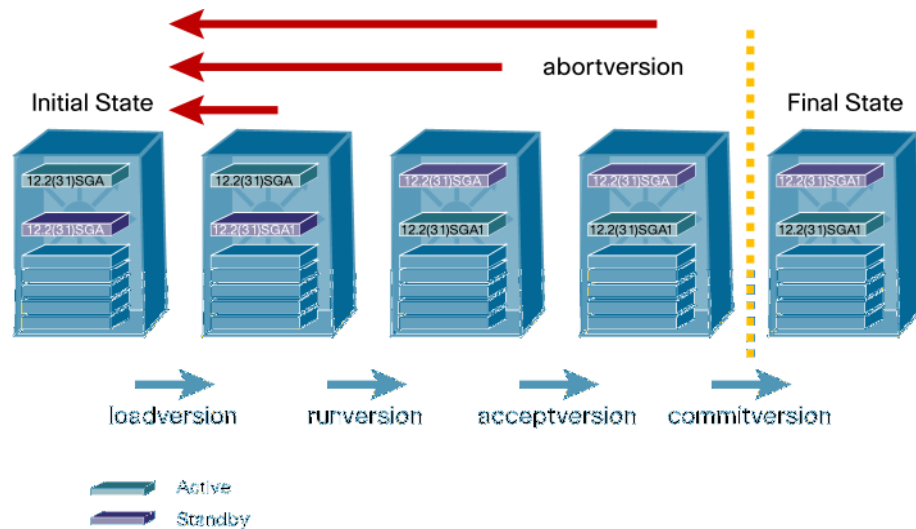 abortversion
Initial State
Final State
12.2(31)SGA
12.2(31)SGA
12.2(31)SGA
12.2(31)SGA
12.2(31)SGA1
12.2(31)SGA
12.2(31)SGA1
12.2(31)SGA1
12.2(31)SGA1
12.2(31)SGA1
loadversion
runversion
acceptversion
commitversion
Active
Standby